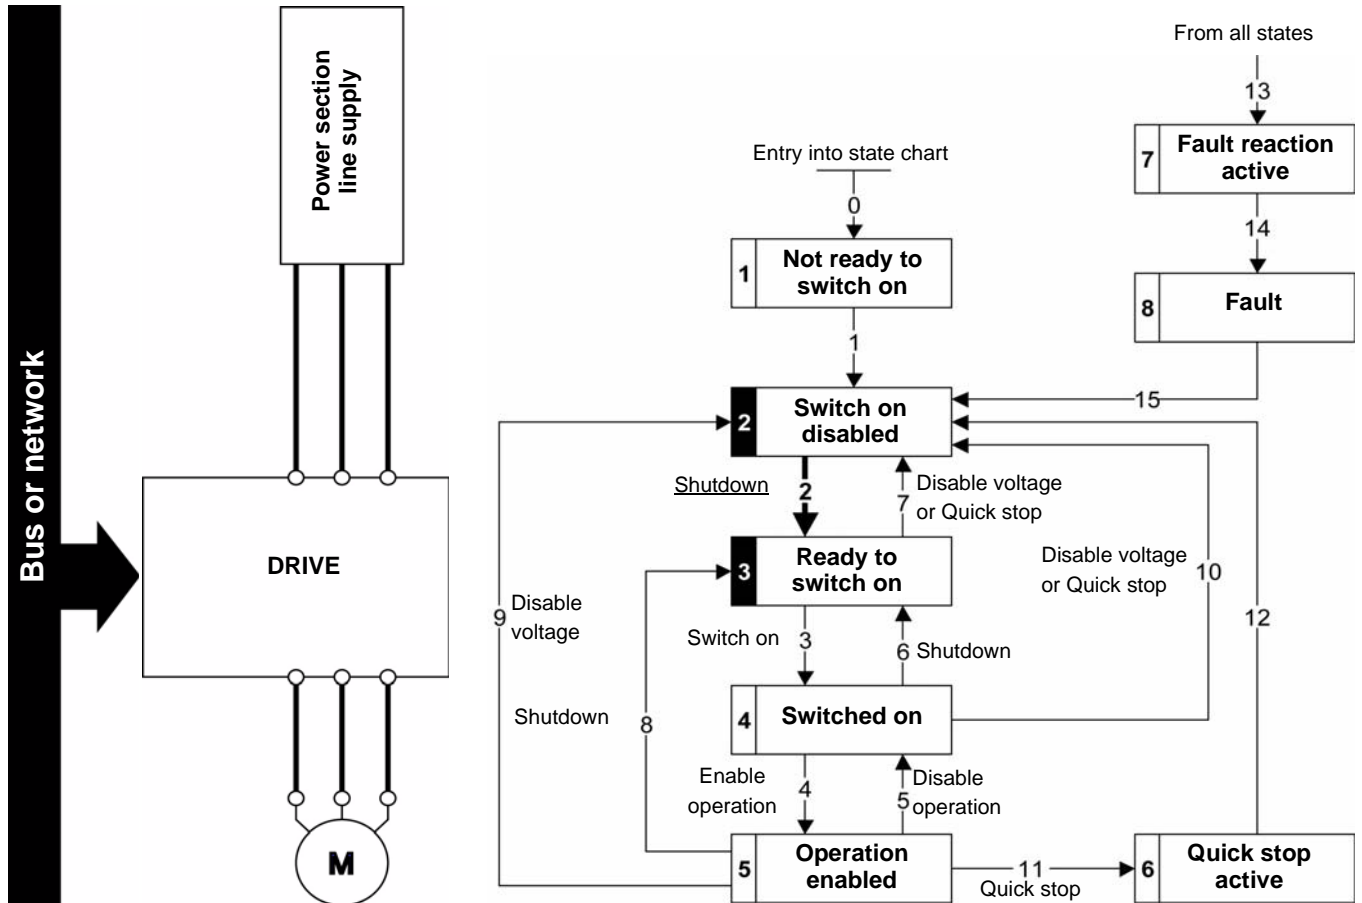 Bus or network
Power section
line supply
DRIVE
M
Entry into state chart
0
1
Not ready to
switch on
1
2
Switch on
disabled
Shutdown
2
7
Disable voltage
or Quick stop
3
Ready to
switch on
Switch on
3
6
Shutdown
4
Switched on
Enable
operation
4
5
Disable
operation
5
Operation
enabled
9
Disable
voltage
Shutdown
8
Disable voltage
or Quick stop
10
11
Quick stop
6
Quick stop
active
12
From all states
13
7
Fault reaction
active
14
8
Fault
15